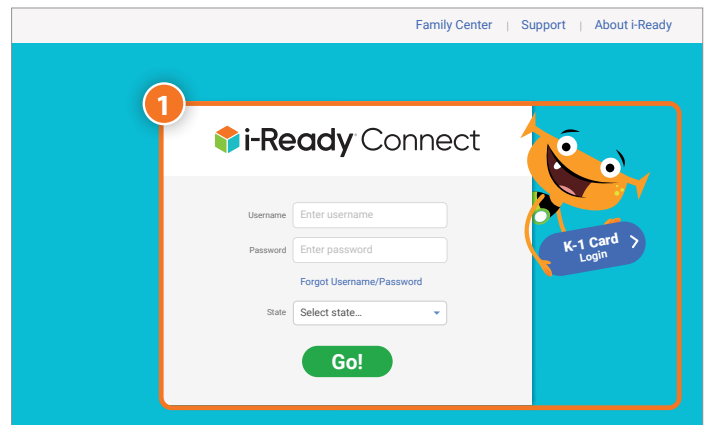 Family Center | Support | About i-Ready
1
i-Ready Connect
Username Enter username
Password Enter password
Forgot Username/Password
State Select state...
Go!
K-1 Card
Login